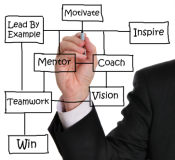 Motivate
Lead By
Example
Inspire
Mentor
Coach
Teamwork
Vision
Win